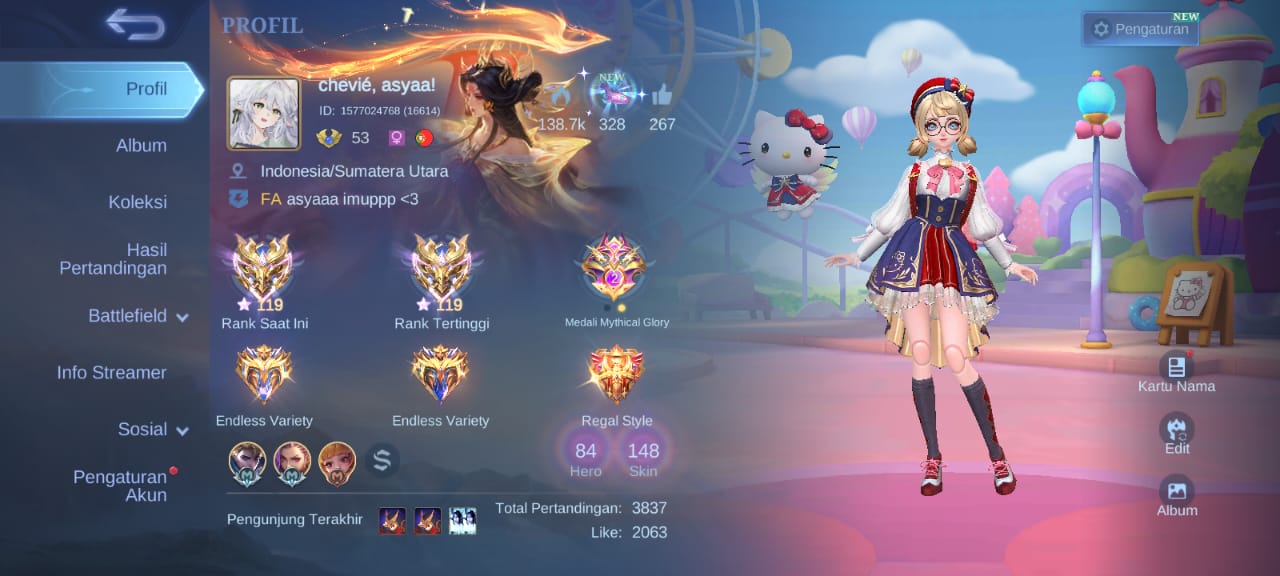 PROFIL
NEW
Pengaturan
Profil
Album
Koleksi
Hasil
Pertandingan
Battlefield
Info Streamer
Sosial
Pengaturan
Akun
chevié, asyaa!
ID: 1577024768 (16614)
53
NEW
138.7k
328
267
Indonesia/Sumatera Utara
FA asyaaa imuppp <3
119
Rank Saat Ini
119
Rank Tertinggi
2
Medali Mythical Glory
Endless Variety
Endless Variety
Regal Style
84
Hero
148
Skin
Pengunjung Terakhir
Total Pertandingan: 3837
Like: 2063
Kartu Nama
Edit
Album